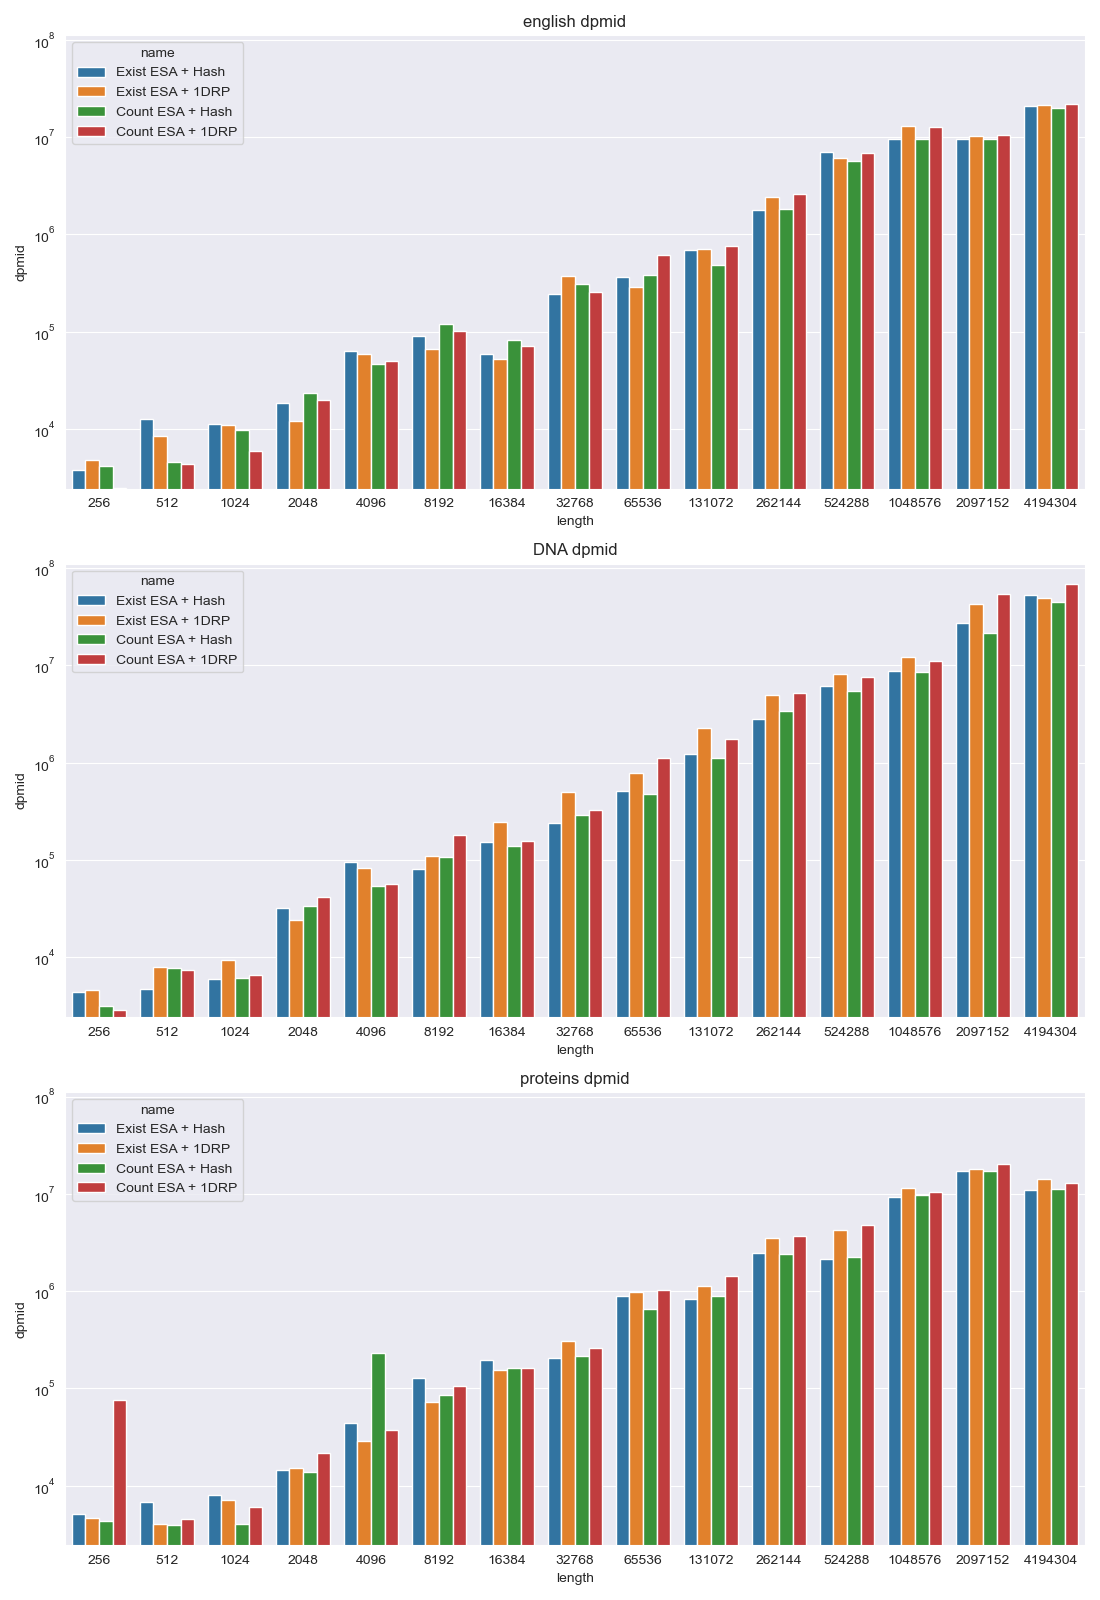 english dpmid
10^8
10^7
10^6
10^5
10^4
dpmid
name
Exist ESA + Hash
Exist ESA + 1DRP
Count ESA + Hash
Count ESA + 1DRP
256 512 1024 2048 4096 8192 16384 32768 65536 131072 262144 524288 1048576 2097152 4194304
length
DNA dpmid
10^8
10^7
10^6
10^5
10^4
dpmid
name
Exist ESA + Hash
Exist ESA + 1DRP
Count ESA + Hash
Count ESA + 1DRP
256 512 1024 2048 4096 8192 16384 32768 65536 131072 262144 524288 1048576 2097152 4194304
length
proteins dpmid
10^8
10^7
10^6
10^5
10^4
dpmid
name
Exist ESA + Hash
Exist ESA + 1DRP
Count ESA + Hash
Count ESA + 1DRP
256 512 1024 2048 4096 8192 16384 32768 65536 131072 262144 524288 1048576 2097152 4194304
length